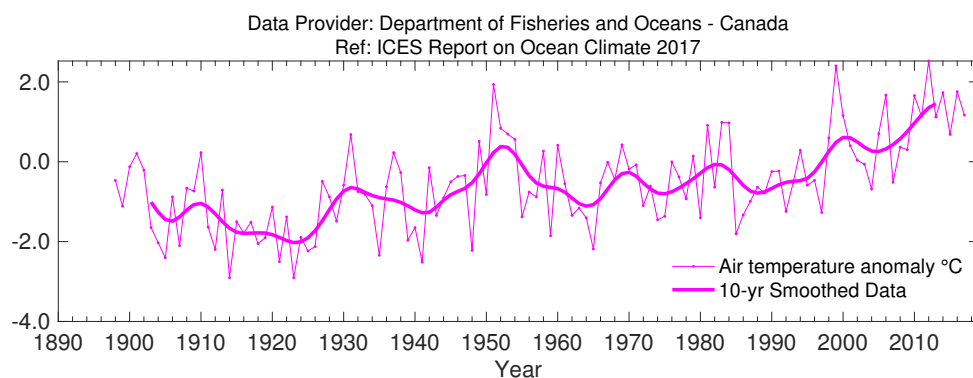 Data Provider: Department of Fisheries and Oceans - Canada
Ref: ICES Report on Ocean Climate 2017
2.0
0.0
-2.0
-4.0
Air temperature anomaly °C
10-yr Smoothed Data
1890 1900 1910 1920 1930 1940 1950 1960 1970 1980 1990 2000 2010
Year